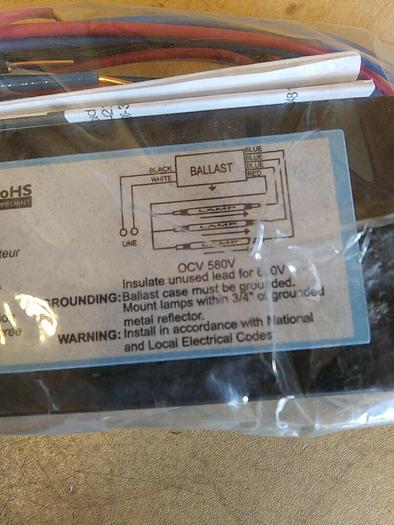 BLUE
BLUE
BLUE
RED
BLACK
WHITE
BALLAST
LINE
LAMP
LAMP
LAMP
oHS
OMPLIANT
OCV 580V
Insulate unused lead for
GROUNDING: Ballast case must be grounded.
Mount lamps within 3/4" of grounded
metal reflector.
WARNING: Install in accordance with National
and Local Electrical Codes
teur
ree